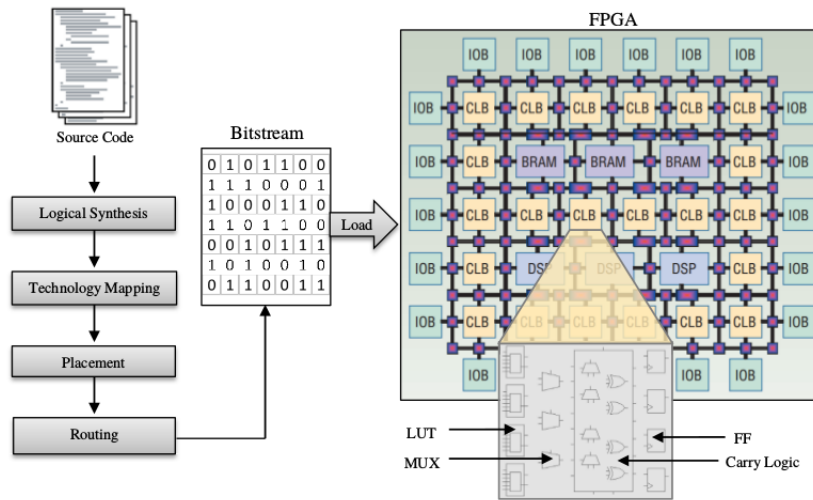 FPGA
Source Code
Logical Synthesis
Technology Mapping
Placement
Routing
Bitstream
0 1 0 1 1 0 0
1 1 1 0 0 0 1
1 0 0 0 1 1 0
1 1 0 1 1 0 0
0 0 1 0 1 1 1
1 0 1 0 0 1 0
0 1 1 0 0 1 1
Load
IOB IOB IOB IOB IOB IOB
IOB CLB CLB CLB CLB CLB CLB IOB
IOB CLB BRAM BRAM BRAM CLB IOB
IOB CLB CLB CLB CLB CLB CLB IOB
IOB CLB DSP DSP DSP CLB IOB
IOB CLB CLB CLB CLB CLB CLB IOB
IOB IOB IOB
LUT
MUX
FF
Carry Logic